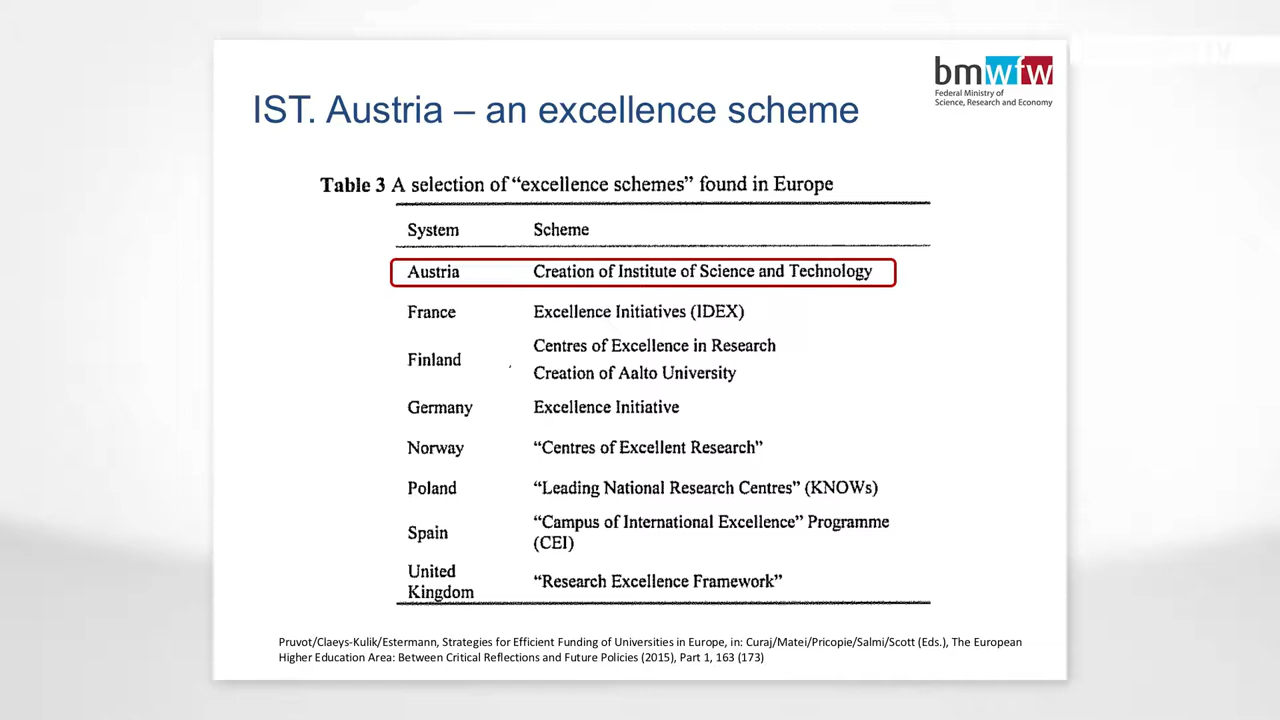 bmwfw
Federal Ministry of
Science, Research and Economy
IST. Austria – an excellence scheme
Table 3 A selection of “excellence schemes” found in Europe
System Scheme
Austria Creation of Institute of Science and Technology
France Excellence Initiatives (IDEX)
Finland Centres of Excellence in Research
Creation of Aalto University
Germany Excellence Initiative
Norway “Centres of Excellent Research”
Poland “Leading National Research Centres” (KNOWs)
Spain “Campus of International Excellence” Programme
(CEI)
United
Kingdom “Research Excellence Framework”
Pruvot/Claeys-Kulik/Estermann, Strategies for Efficient Funding of Universities in Europe, in: Curaj/Matei/Pricopie/Salmi/Scott (Eds.), The European
Higher Education Area: Between Critical Reflections and Future Policies (2015), Part 1, 163 (173)